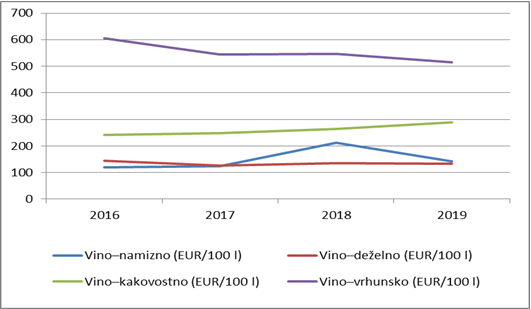 700
600
500
400
300
200
100
0
2016 2017 2018 2019
Vino–namizno (EUR/100 l) Vino–deželno (EUR/100 l)
Vino–kakovostno (EUR/100 l) Vino–vrhunsko (EUR/100 l)